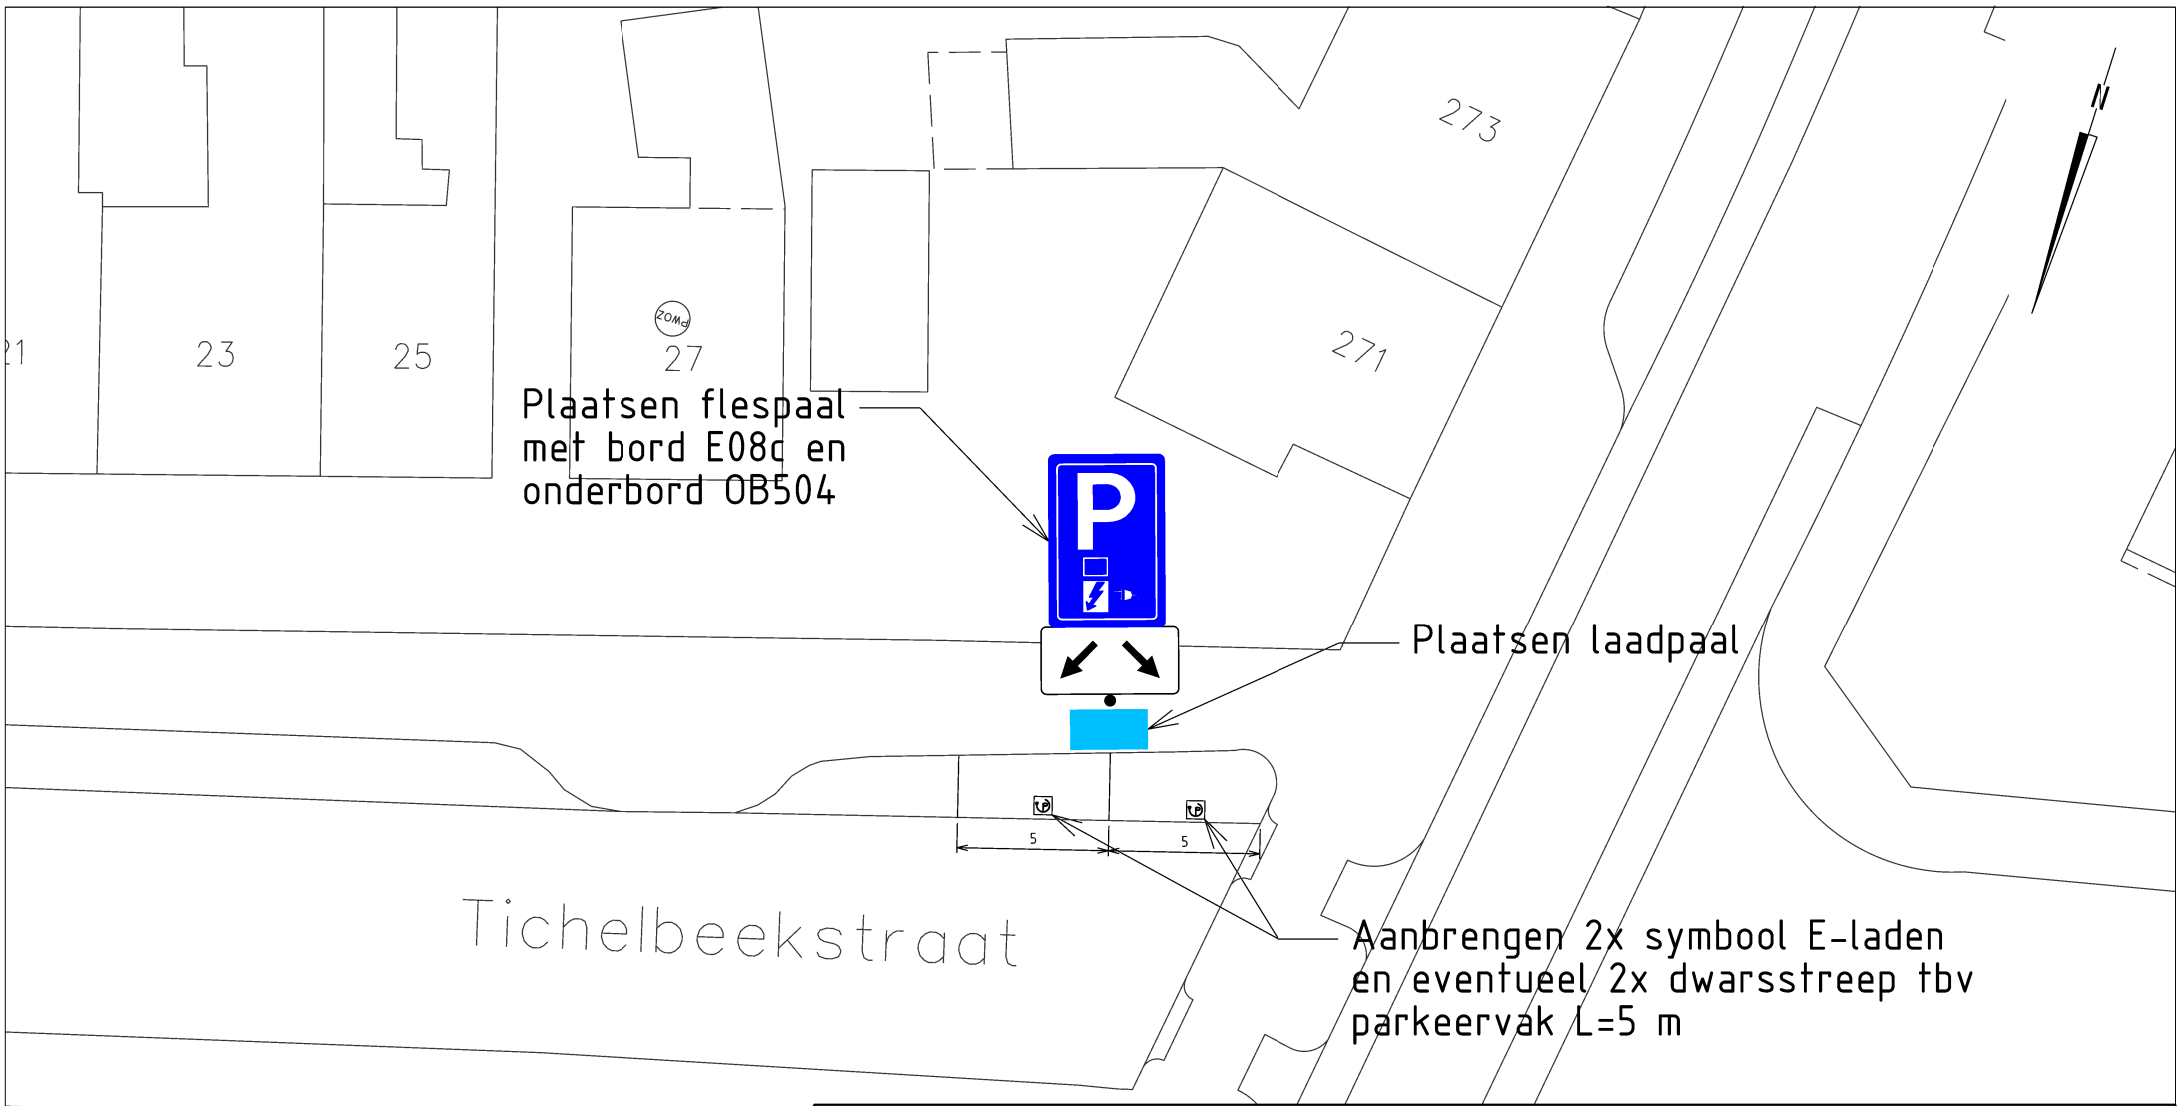 N
273
271
21
23
25
27
PWOZ
Plaatsen flespaal
met bord E08c en
onderbord OB504
P
Plaatsen laadpaal
5
5
Tichelbeekstraat
Aanbrengen 2x symbool E-laden
en eventueel 2x dwarsstreep tbv
parkeervak L=5 m